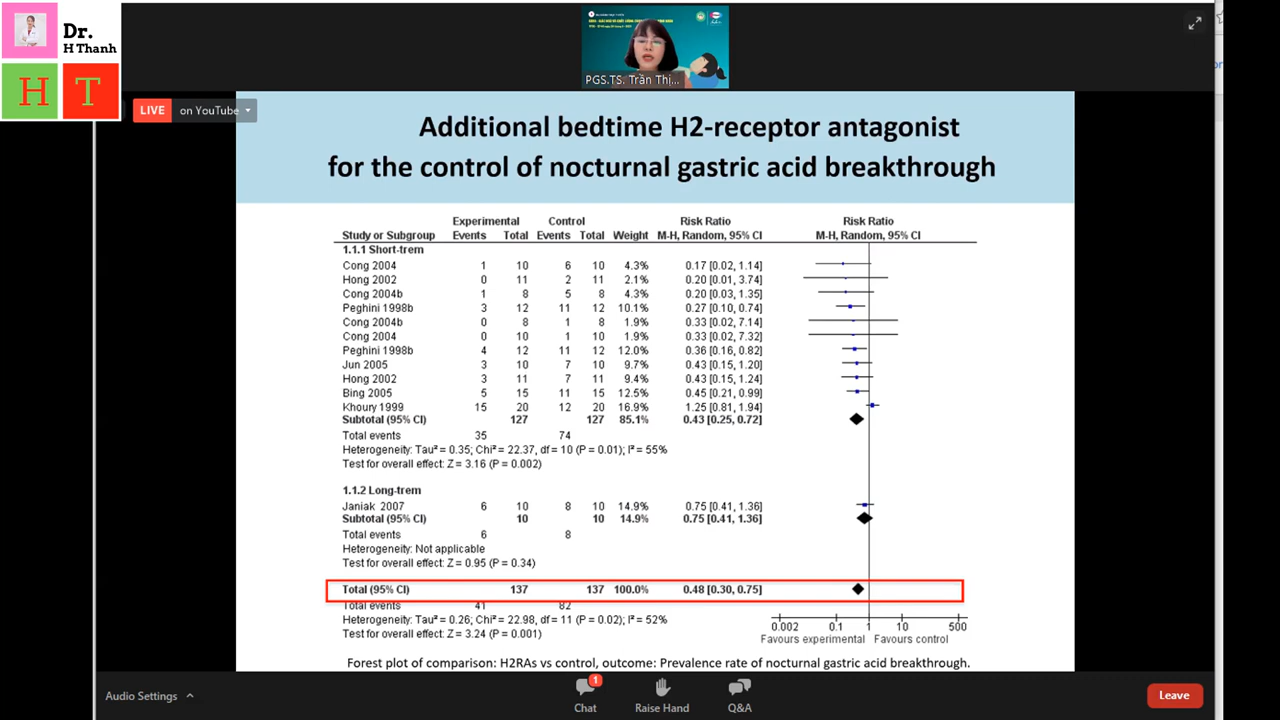 Dr.
H Thanh
H T
PGS.TS. Trần Thị...
LIVE on YouTube
Additional bedtime H2-receptor antagonist
for the control of nocturnal gastric acid breakthrough
Experimental Control Risk Ratio Risk Ratio
Study or Subgroup Events Total Events Total Weight M-H, Random, 95% CI M-H, Random, 95% CI
1.1.1 Short-trem
Cong 2004 1 10 6 10 4.3% 0.17 [0.02, 1.14]
Hong 2002 0 11 2 11 2.1% 0.20 [0.01, 3.74]
Cong 2004b 1 8 5 8 4.3% 0.20 [0.03, 1.35]
Peghini 1998b 3 12 11 12 10.1% 0.27 [0.10, 0.74]
Cong 2004b 0 8 1 8 1.9% 0.33 [0.02, 7.14]
Cong 2004 0 10 1 10 1.9% 0.33 [0.02, 7.32]
Peghini 1998b 4 12 11 12 12.0% 0.36 [0.16, 0.82]
Jun 2005 3 10 7 10 9.7% 0.43 [0.15, 1.20]
Hong 2002 3 11 7 11 9.4% 0.43 [0.15, 1.24]
Bing 2005 5 15 11 15 12.5% 0.45 [0.21, 0.99]
Khoury 1999 15 20 12 20 16.9% 1.25 [0.81, 1.94]
Subtotal (95% CI) 127 127 85.1% 0.43 [0.25, 0.72]
Total events 35 74
Heterogeneity: Tau² = 0.35; Chi² = 22.37, df = 10 (P = 0.01); I² = 55%
Test for overall effect: Z = 3.16 (P = 0.002)
1.1.2 Long-trem
Janiak 2007 6 10 8 10 14.9% 0.75 [0.41, 1.36]
Subtotal (95% CI) 10 10 14.9% 0.75 [0.41, 1.36]
Total events 6 8
Heterogeneity: Not applicable
Test for overall effect: Z = 0.95 (P = 0.34)
Total (95% CI) 137 137 100.0% 0.48 [0.30, 0.75]
Total events 41 82
Heterogeneity: Tau² = 0.26; Chi² = 22.98, df = 11 (P = 0.02); I² = 52%
Test for overall effect: Z = 3.24 (P = 0.001)
0.002 0.1 1 10 500
Favours experimental Favours control
Forest plot of comparison: H2RAs vs control, outcome: Prevalence rate of nocturnal gastric acid breakthrough.
Audio Settings
1
Chat Raise Hand Q&A
Leave